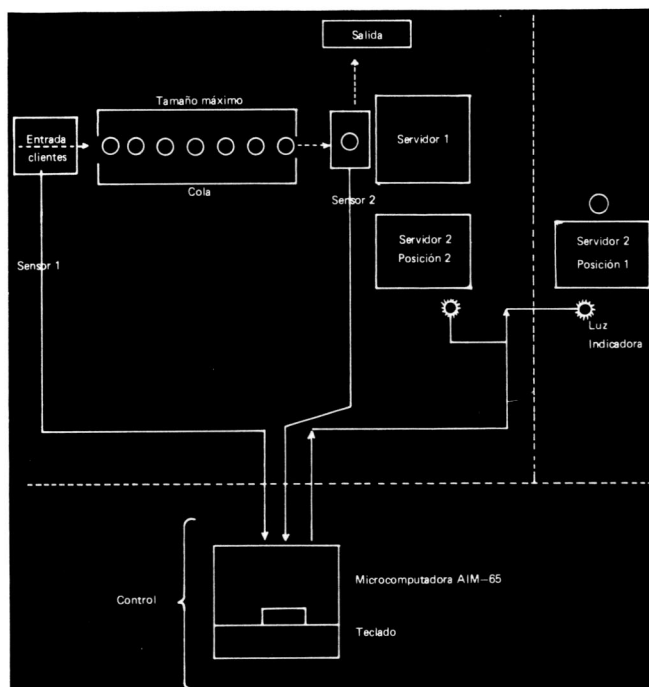 Salida
Tamaño máximo
Entrada
clientes
Servidor 1
Cola
Sensor 2
Servidor 2
Posición 2
Servidor 2
Posición 1
Sensor 1
Luz
Indicadora
Microcomputadora AIM–65
Control
Teclado